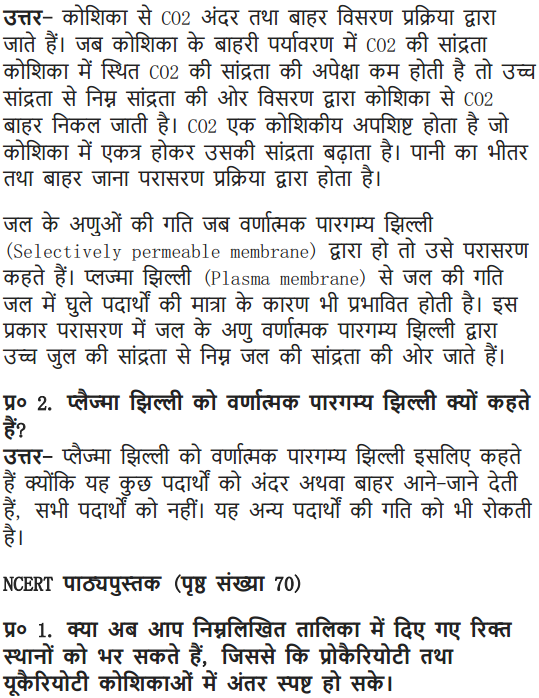 उत्तर– कोशिका से CO2 अंदर तथा बाहर विसरण प्रक्रिया द्वारा
जाते हैं। जब कोशिका के बाहरी पर्यावरण में CO2 की सांद्रता
कोशिका में स्थित CO2 की सांद्रता की अपेक्षा कम होती है तो उच्च
सांद्रता से निम्न सांद्रता की ओर विसरण द्वारा कोशिका से CO2
बाहर निकल जाती है। CO2 एक कोशिकीय अपशिष्ट होता है जो
कोशिका में एकत्र होकर उसकी सांद्रता बढ़ाता है। पानी का भीतर
तथा बाहर जाना परासरण प्रक्रिया द्वारा होता है।
जल के अणुओं की गति जब वर्णात्मक पारगम्य झिल्ली
(Selectively permeable membrane) द्वारा हो तो उसे परासरण
कहते हैं। प्लज्मा झिल्ली (Plasma membrane) से जल की गति
जल में घुले पदार्थों की मात्रा के कारण भी प्रभावित होती है। इस
प्रकार परासरण में जल के अणु वर्णात्मक पारगम्य झिल्ली द्वारा
उच्च जुल की सांद्रता से निम्न जल की सांद्रता की ओर जाते हैं।
प्र० 2. प्लैज्मा झिल्ली को वर्णात्मक पारगम्य झिल्ली क्यों कहते
हैं?
उत्तर– प्लैज्मा झिल्ली को वर्णात्मक पारगम्य झिल्ली इसलिए कहते
हैं क्योंकि यह कुछ पदार्थों को अंदर अथवा बाहर आने-जाने देती
हैं, सभी पदार्थों को नहीं। यह अन्य पदार्थों की गति को भी रोकती
है।
NCERT पाठ्यपुस्तक (पृष्ठ संख्या 70)
प्र० 1. क्या अब आप निम्नलिखित तालिका में दिए गए रिक्त
स्थानों को भर सकते हैं, जिससे कि प्रोकैरियोटी तथा
यूकैरियोटी कोशिकाओं में अंतर स्पष्ट हो सके।